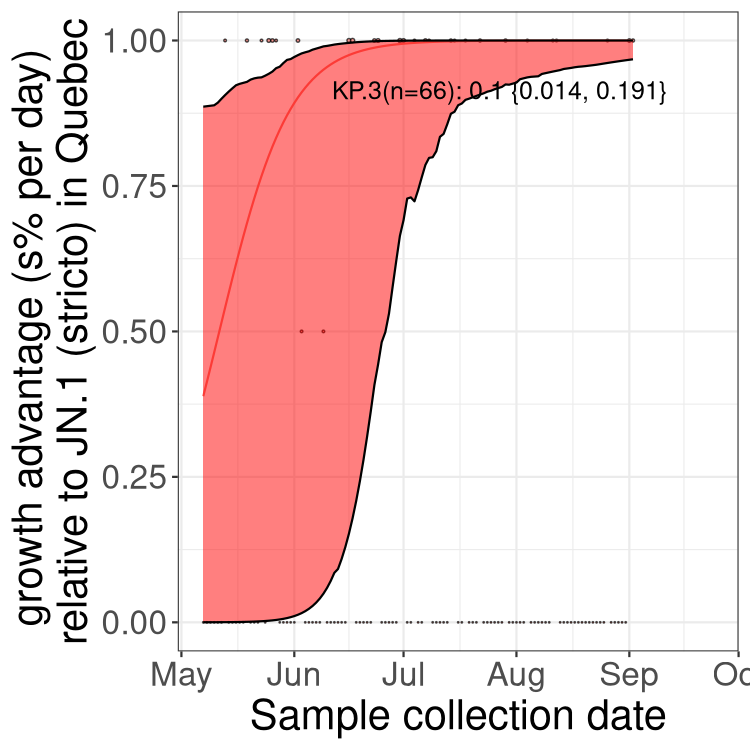 growth advantage (s% per day)
relative to JN.1 (stricto) in Quebec
1.00
0.75
0.50
0.25
0.00
KP.3(n=66): 0.1 {0.014, 0.191}
May Jun Jul Aug Sep Oc
Sample collection date